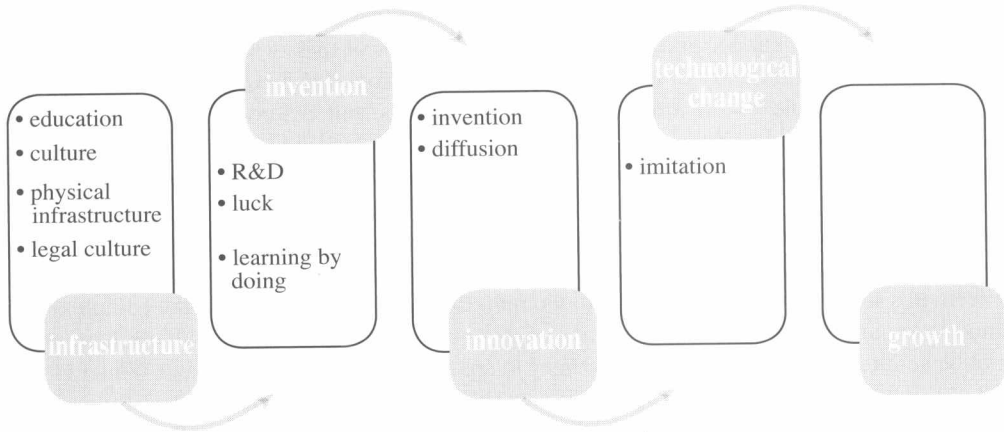 • education
• culture
• physical
infrastructure
• legal culture
infrastructure
invention
• R&D
• luck
• learning by
doing
• invention
• diffusion
innovation
technological
change
• imitation
growth